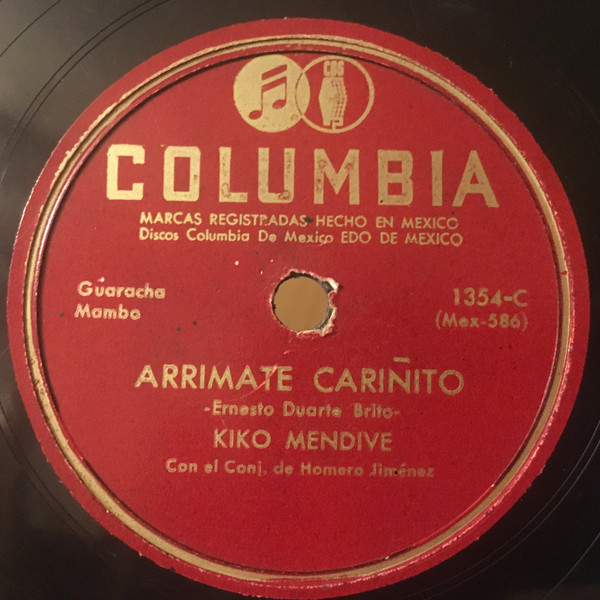 CBS
COLUMBIA
MARCAS REGISTRADAS HECHO EN MEXICO
Discos Columbia De Mexico EDO DE MEXICO
Guaracha
Mambo
1354-C
(Mex-586)
ARRIMATE CARIÑITO
-Ernesto Duarte Brito-
KIKO MENDIVE
Con el Conj. de Homero Jiménez